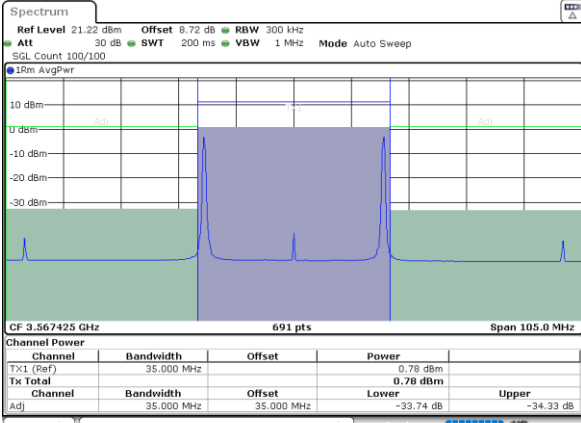 Spectrum
Ref Level 21.22 dBm Offset 8.72 dB RBW 300 kHz
Att 30 dB SWT 200 ms VBW 1 MHz Mode Auto Sweep
SGL Count 100/100
1Rm AvgPwr
10 dBm
Adj Adj
0 dBm
-10 dBm
-20 dBm
-30 dBm
CF 3.567425 GHz 691 pts Span 105.0 MHz
Channel Power
Channel Bandwidth Offset Power
TX1 (Ref) 35.000 MHz 0.78 dBm
Tx Total 0.78 dBm
Channel Bandwidth Offset Lower Upper
Adj 35.000 MHz 35.000 MHz -33.74 dB -34.33 dB